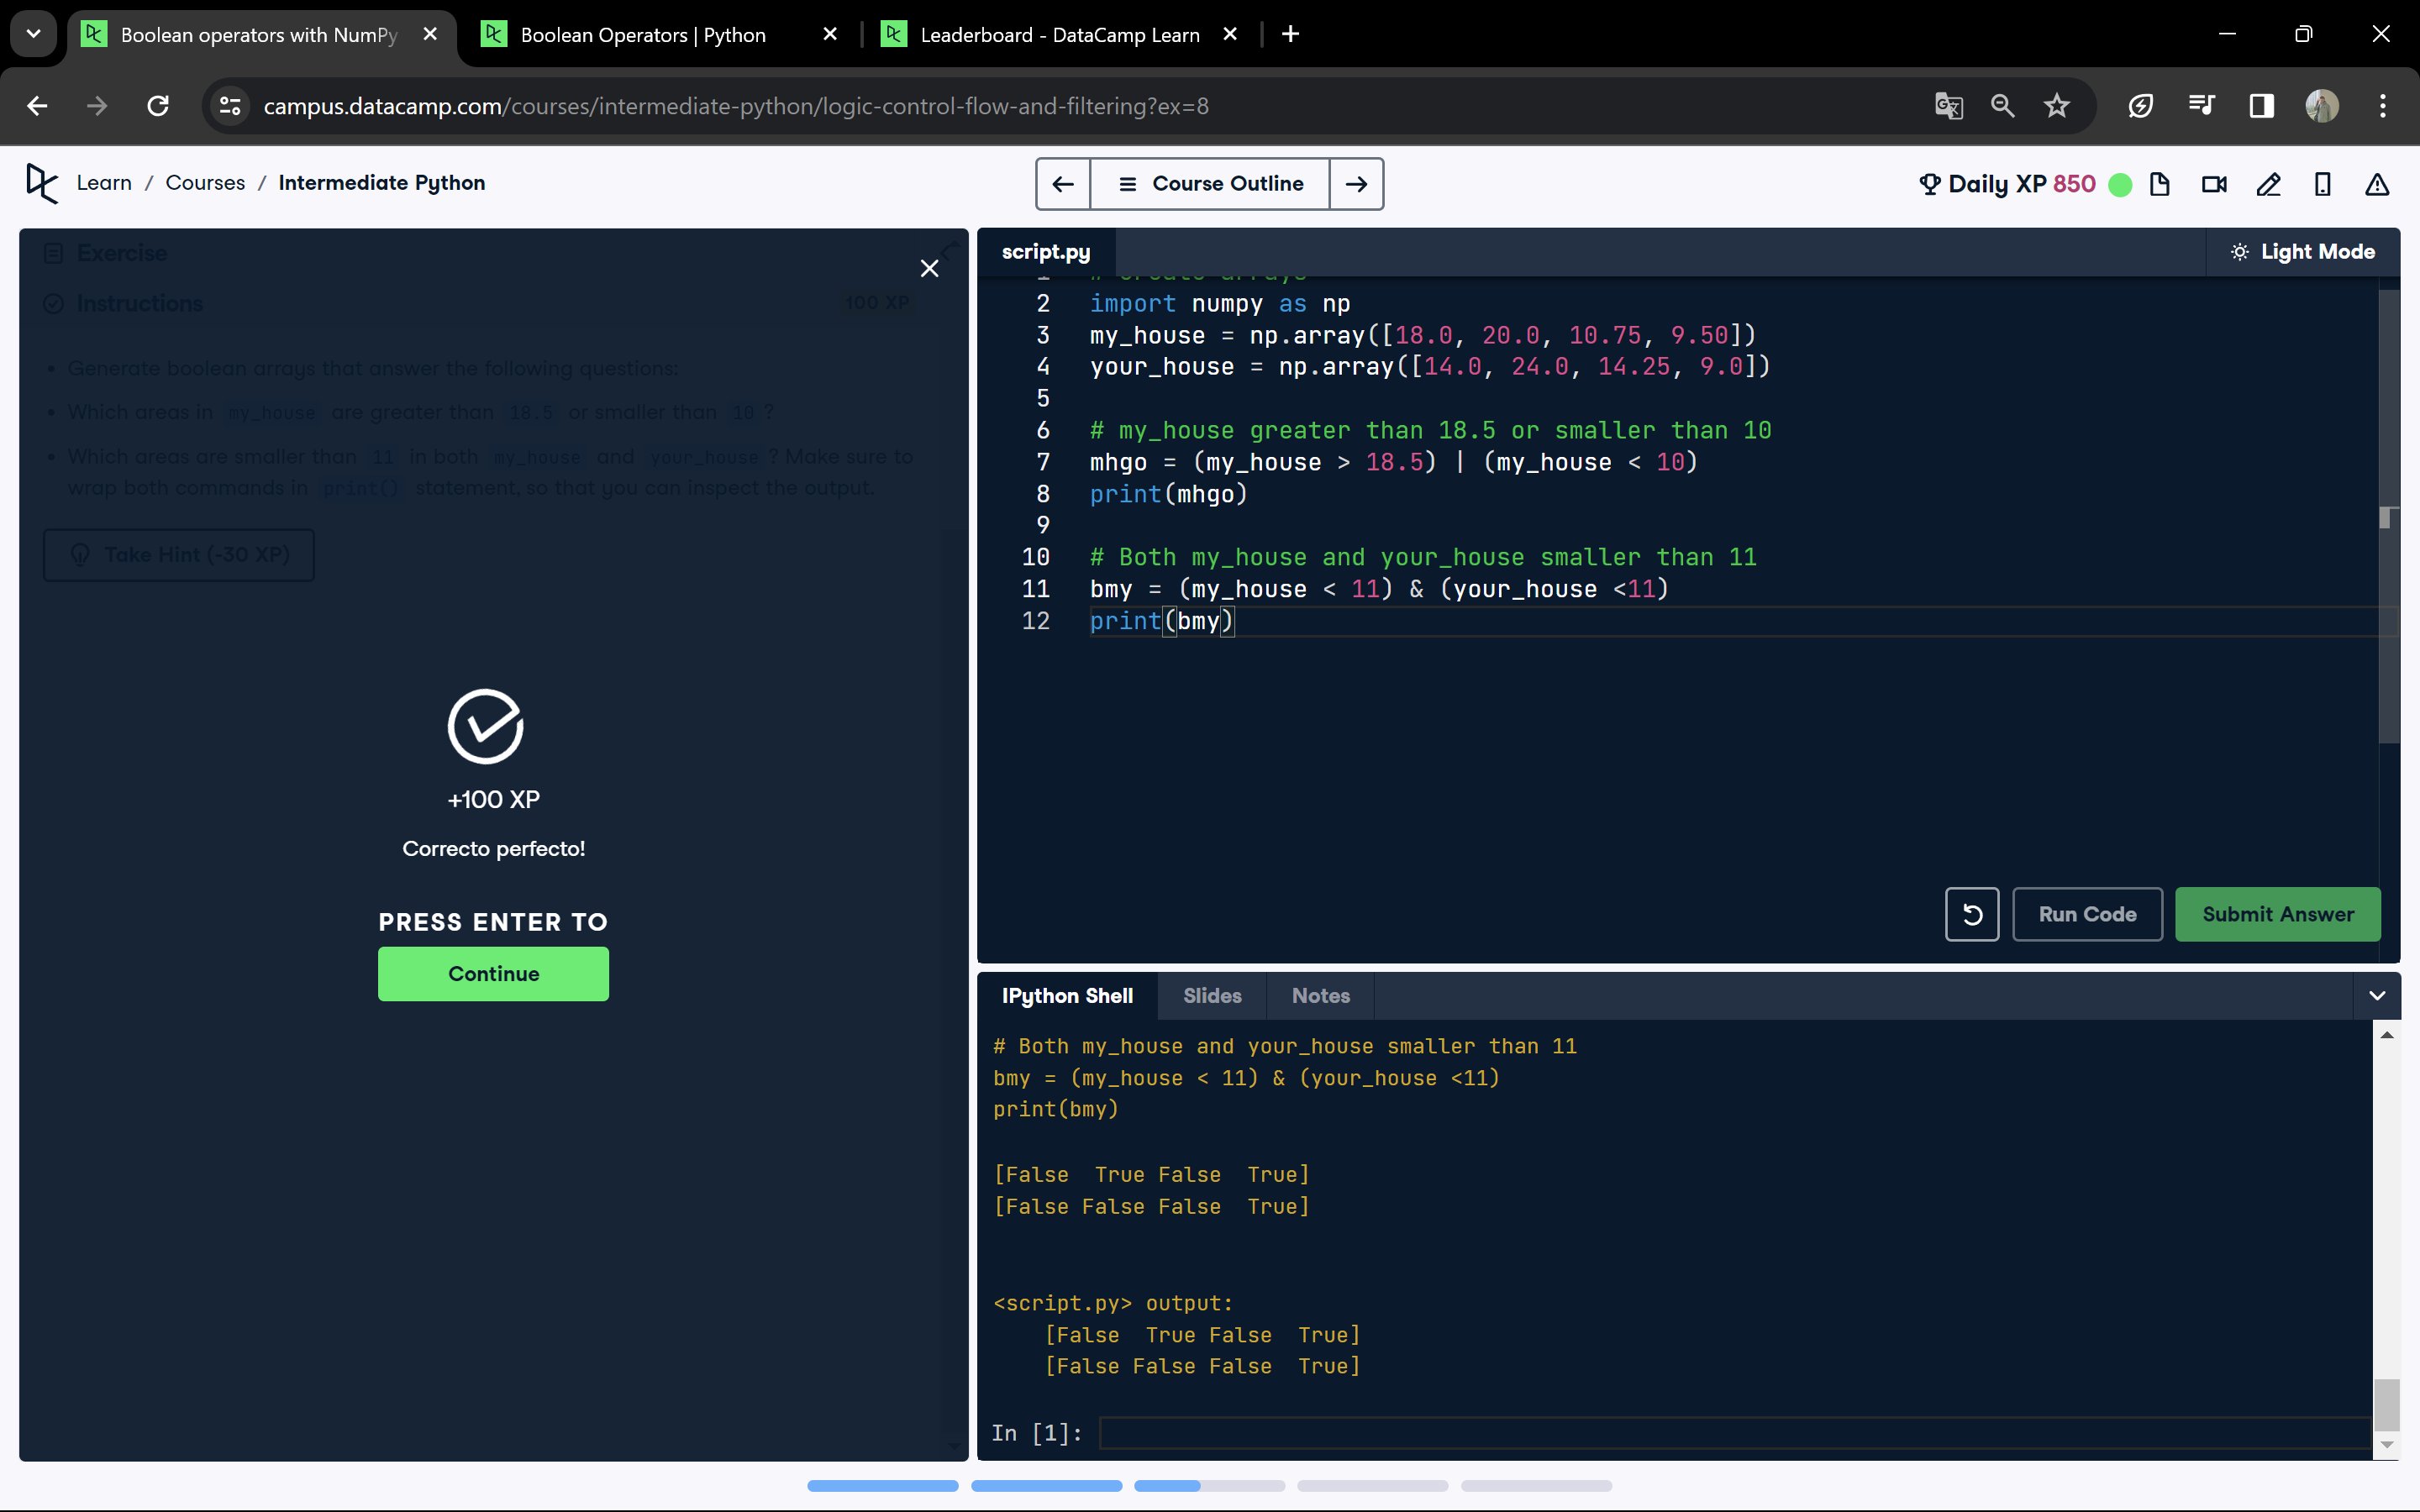 Boolean operators with NumPy
Boolean Operators | Python
Leaderboard - DataCamp Learn
campus.datacamp.com/courses/intermediate-python/logic-control-flow-and-filtering?ex=8
Learn / Courses / Intermediate Python
Course Outline
Daily XP 850
Exercise
Instructions
100 XP
Generate boolean arrays that answer the following questions:
Which areas in my_house are greater than 18.5 or smaller than 10 ?
Which areas are smaller than 11 in both my_house and your_house ? Make sure to
wrap both commands in print() statement, so that you can inspect the output.
Take Hint (-30 XP)
+100 XP
Correcto perfecto!
PRESS ENTER TO
Continue
script.py
Light Mode
1 # Create arrays
2 import numpy as np
3 my_house = np.array([18.0, 20.0, 10.75, 9.50])
4 your_house = np.array([14.0, 24.0, 14.25, 9.0])
5
6 # my_house greater than 18.5 or smaller than 10
7 mhgo = (my_house > 18.5) | (my_house < 10)
8 print(mhgo)
9
10 # Both my_house and your_house smaller than 11
11 bmy = (my_house < 11) & (your_house <11)
12 print(bmy)
Run Code
Submit Answer
IPython Shell
Slides
Notes
# Both my_house and your_house smaller than 11
bmy = (my_house < 11) & (your_house <11)
print(bmy)
[False  True False  True]
[False False False  True]
<script.py> output:
[False  True False  True]
[False False False  True]
In [1]: